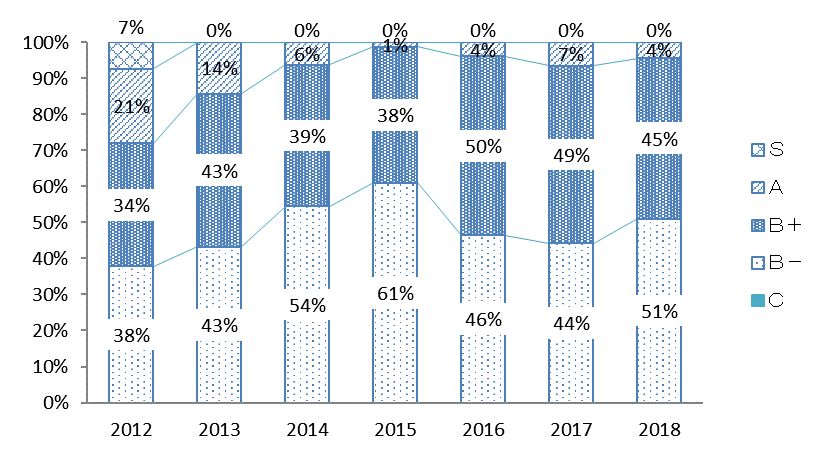 7% 0% 0% 0% 0% 0% 0%
100%
90%
80%
70%
60%
50%
40%
30%
20%
10%
0%
21% 14% 6% 1% 4% 7% 4%
34% 43% 39% 38% 50% 49% 45%
38% 43% 54% 61% 46% 44% 51%
2012 2013 2014 2015 2016 2017 2018
S
A
B+
B−
C